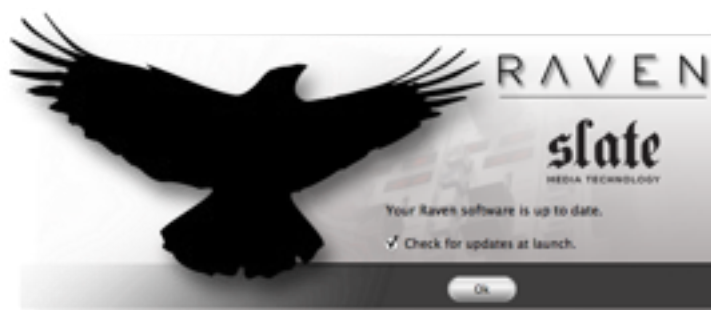 RAVEN
slate
MEDIA TECHNOLOGY
Your Raven software is up to date.
Check for updates at launch.
Ok